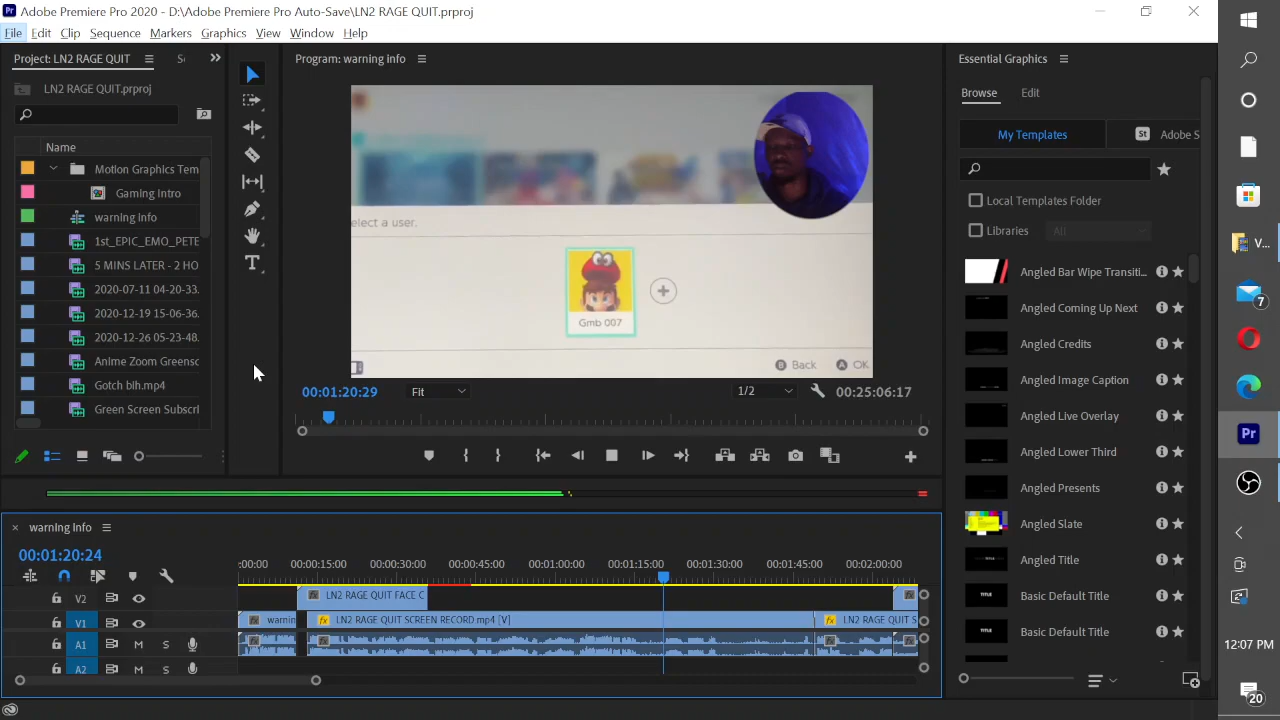 Adobe Premiere Pro 2020 - D:\Adobe Premiere Pro Auto-Save\LN2 RAGE QUIT.prproj
File Edit Clip Sequence Markers Graphics View Window Help
Project: LN2 RAGE QUIT
LN2 RAGE QUIT.prproj
Name
Motion Graphics Tem
Gaming Intro
warning info
1st_EPIC_EMO_PETE
5 MINS LATER - 2 HO
2020-07-11 04-20-33.
2020-12-19 15-06-36.
2020-12-26 05-23-48.
Anime Zoom Greensc
Gotch blh.mp4
Green Screen Subscri
Program: warning info
elect a user.
Gmb 007
B Back A OK
00:01:20:29 Fit 1/2 00:25:06:17
warning info
00:01:20:24
:00:00 00:00:15:00 00:00:30:00 00:00:45:00 00:01:00:00 00:01:15:00 00:01:30:00 00:01:45:00 00:02:00:00
V2 LN2 RAGE QUIT FACE C
V1 fx warnin fx LN2 RAGE QUIT SCREEN RECORD.mp4 [V] fx LN2 RAGE QUIT S
A1 M S
A2 M S
Essential Graphics
Browse Edit
My Templates St Adobe S
Local Templates Folder
Libraries All
Angled Bar Wipe Transiti...
Angled Coming Up Next
Angled Credits
Angled Image Caption
Angled Live Overlay
Angled Lower Third
Angled Presents
Angled Slate
Angled Title
Basic Default Title
Basic Default Title
V...
7
Pr
12:07 PM
20